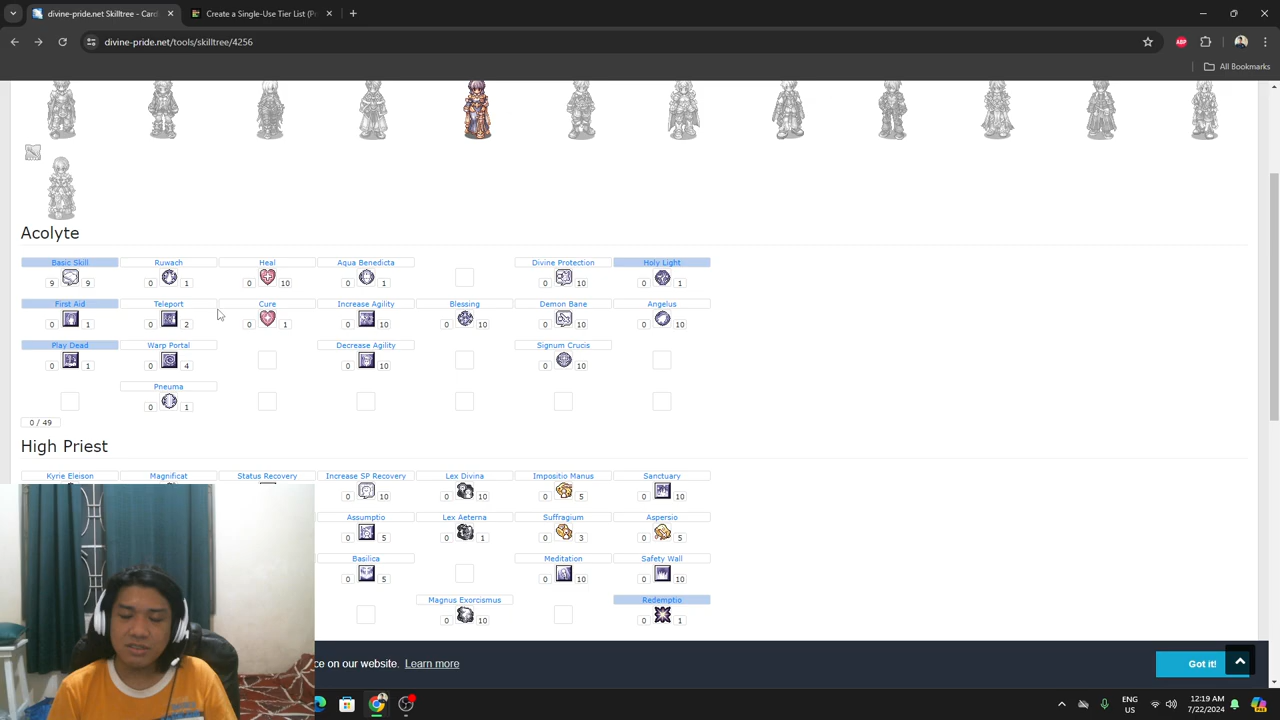 divine-pride.net Skilltree - Card
Create a Single-Use Tier List (P
divine-pride.net/tools/skilltree/4256
ABP
All Bookmarks
Acolyte
Basic Skill Ruwach Heal Aqua Benedicta Divine Protection Holy Light
9 9 0 1 0 10 0 1 0 10 0 1
First Aid Teleport Cure Increase Agility Blessing Demon Bane Angelus
0 1 0 2 0 1 0 10 0 10 0 10 0 10
Play Dead Warp Portal Decrease Agility Signum Crucis
0 1 0 4 0 10 0 10
Pneuma
0 1
0 / 49
High Priest
Kyrie Eleison Magnificat Status Recovery Increase SP Recovery Lex Divina Impositio Manus Sanctuary
0 10 0 10 0 5 0 10
Assumptio Lex Aeterna Suffragium Aspersio
0 5 0 1 0 3 0 5
Basilica Meditation Safety Wall
0 5 0 10 0 10
Magnus Exorcismus Redemptio
0 10 0 1
ce on our website. Learn more
Got it!
ENG
US
12:19 AM
7/22/2024